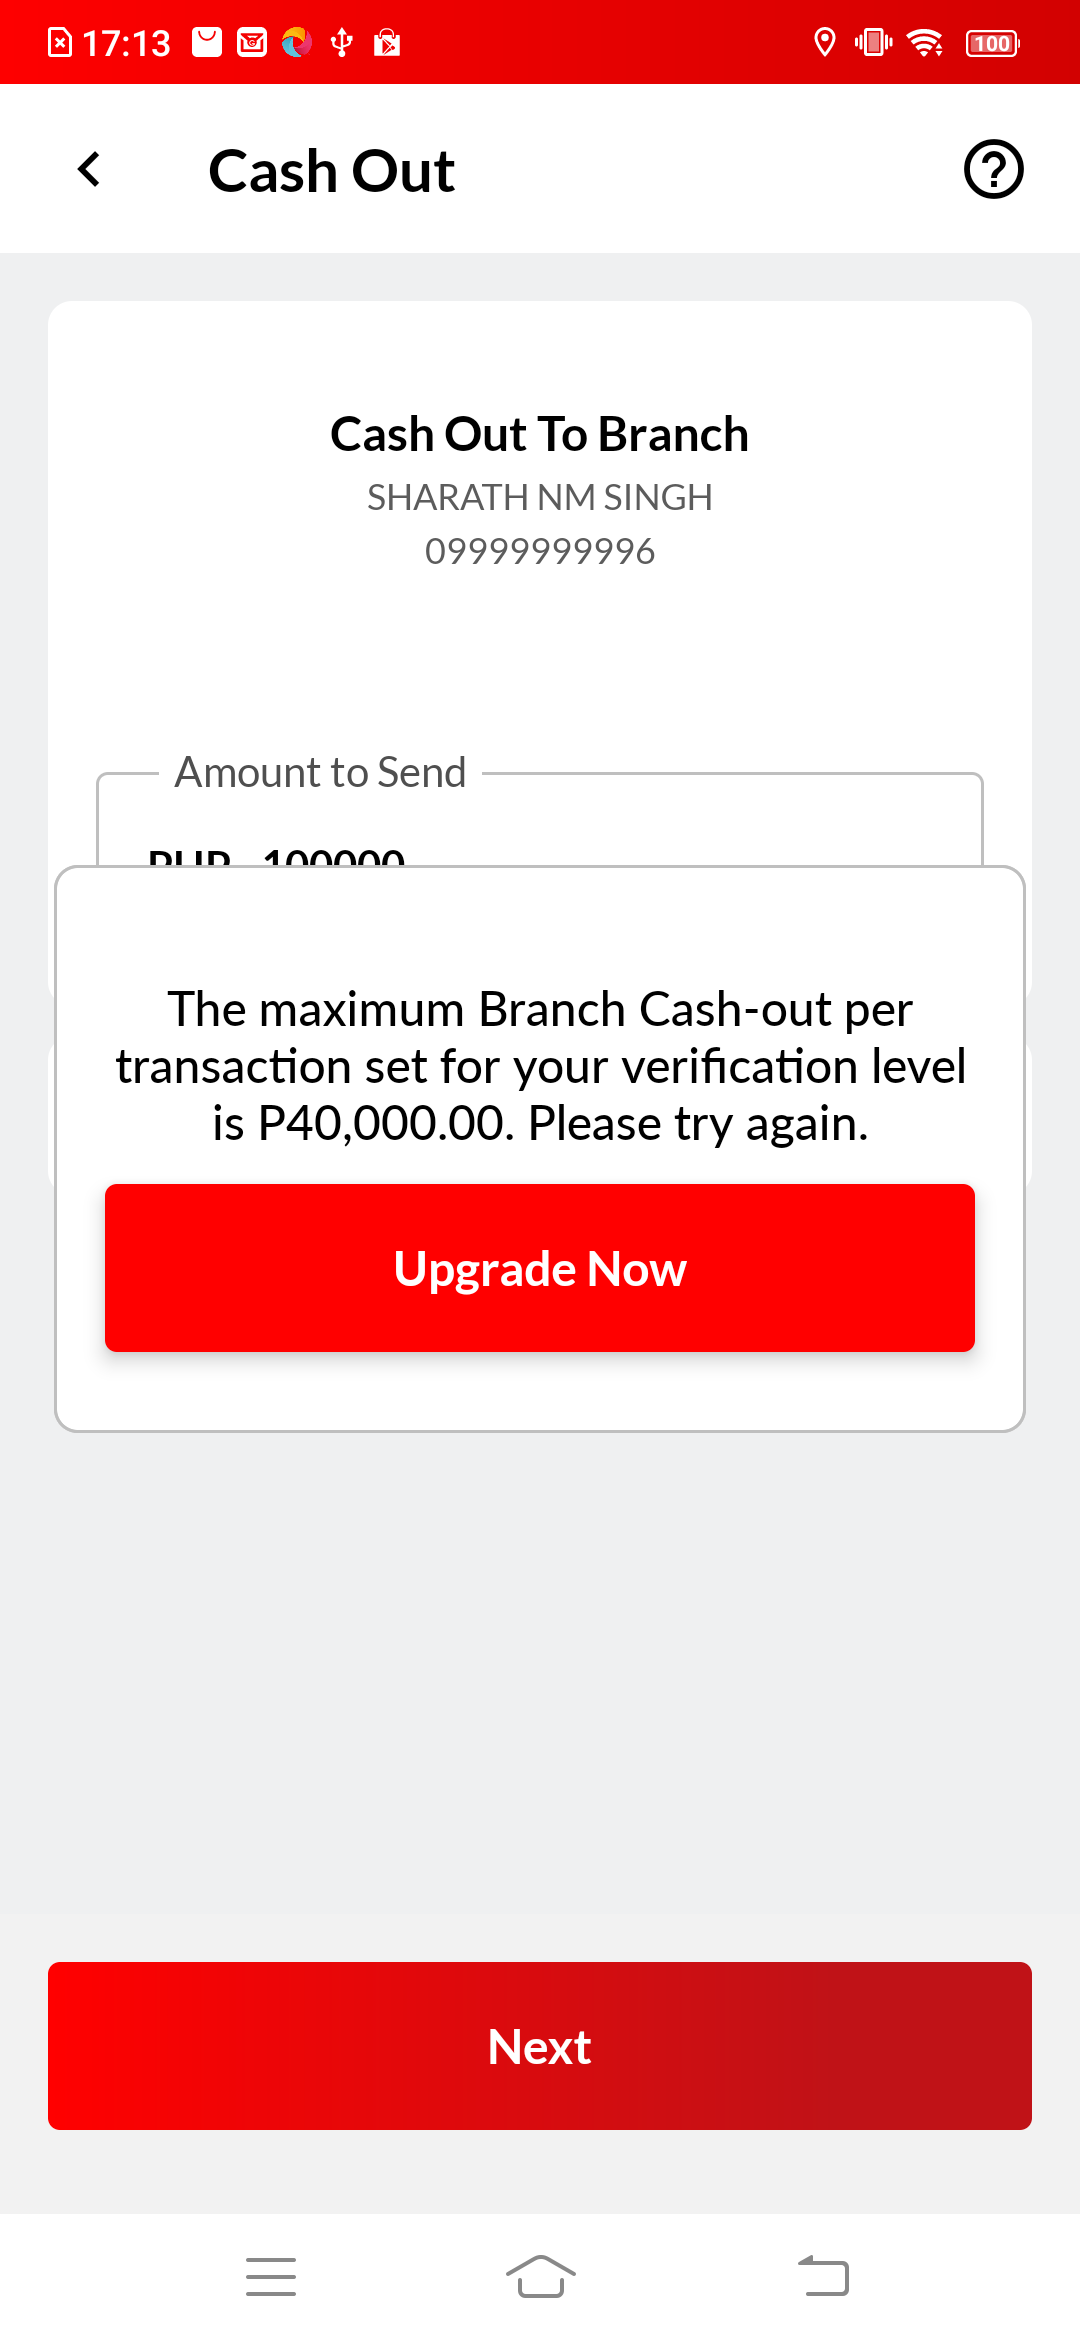 17:13
100
Cash Out
Cash Out To Branch
SHARATH NM SINGH
09999999996
Amount to Send
PHP 100000
The maximum Branch Cash-out per
transaction set for your verification level
is P40,000.00. Please try again.
Upgrade Now
Next